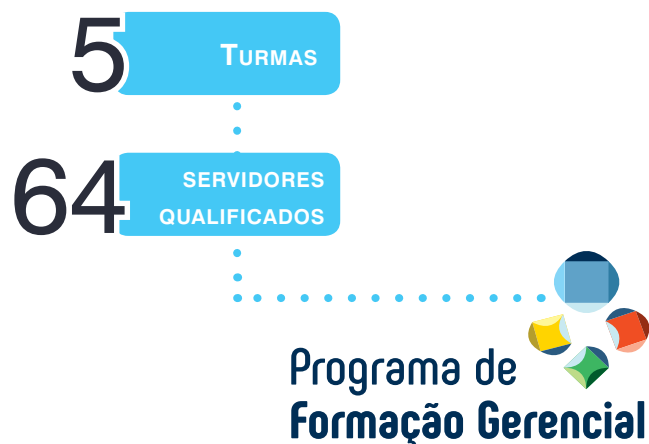 5 TURMAS
64 SERVIDORES
QUALIFICADOS
Programa de
Formação Gerencial